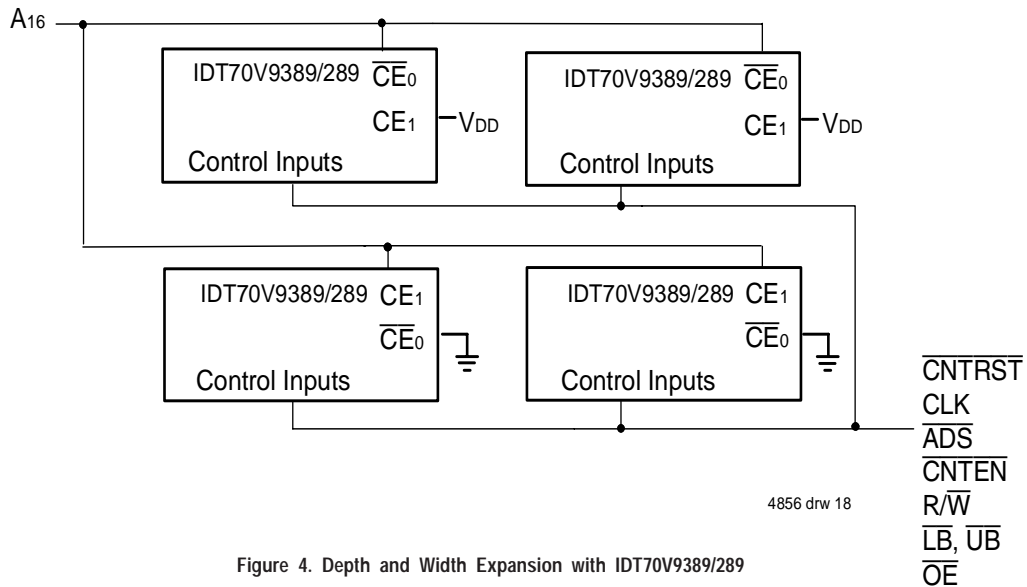 A16
IDT70V9389/289 CE0
CE1
VDD
Control Inputs
IDT70V9389/289 CE0
CE1
VDD
Control Inputs
IDT70V9389/289 CE1
CE0
Control Inputs
IDT70V9389/289 CE1
CE0
Control Inputs
CNTRST
CLK
ADS
CNTEN
R/W
LB, UB
OE
4856 drw 18
Figure 4. Depth and Width Expansion with IDT70V9389/289